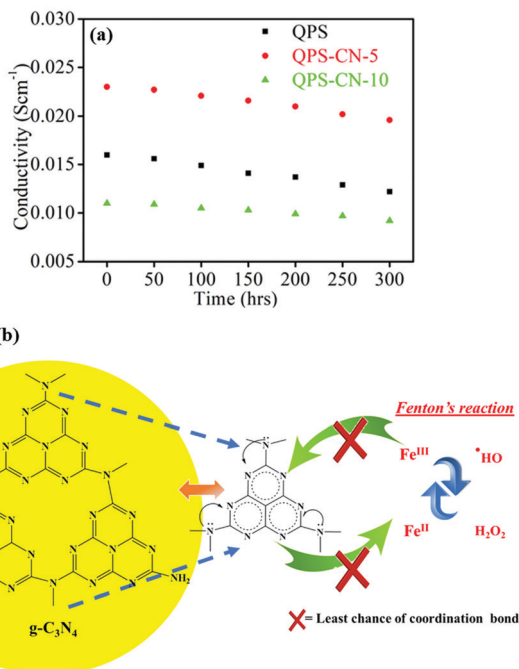 (a)
QPS
QPS-CN-5
QPS-CN-10
Conductivity (Scm⁻¹)
0.030
0.025
0.020
0.015
0.010
0.005
0 50 100 150 200 250 300
Time (hrs)
(b)
Fenton's reaction
Feᴵᴵᴵ •HO
Feᴵᴵ H₂O₂
N N N N N N N N N N
NH₂
g-C₃N₄
X= Least chance of coordination bond